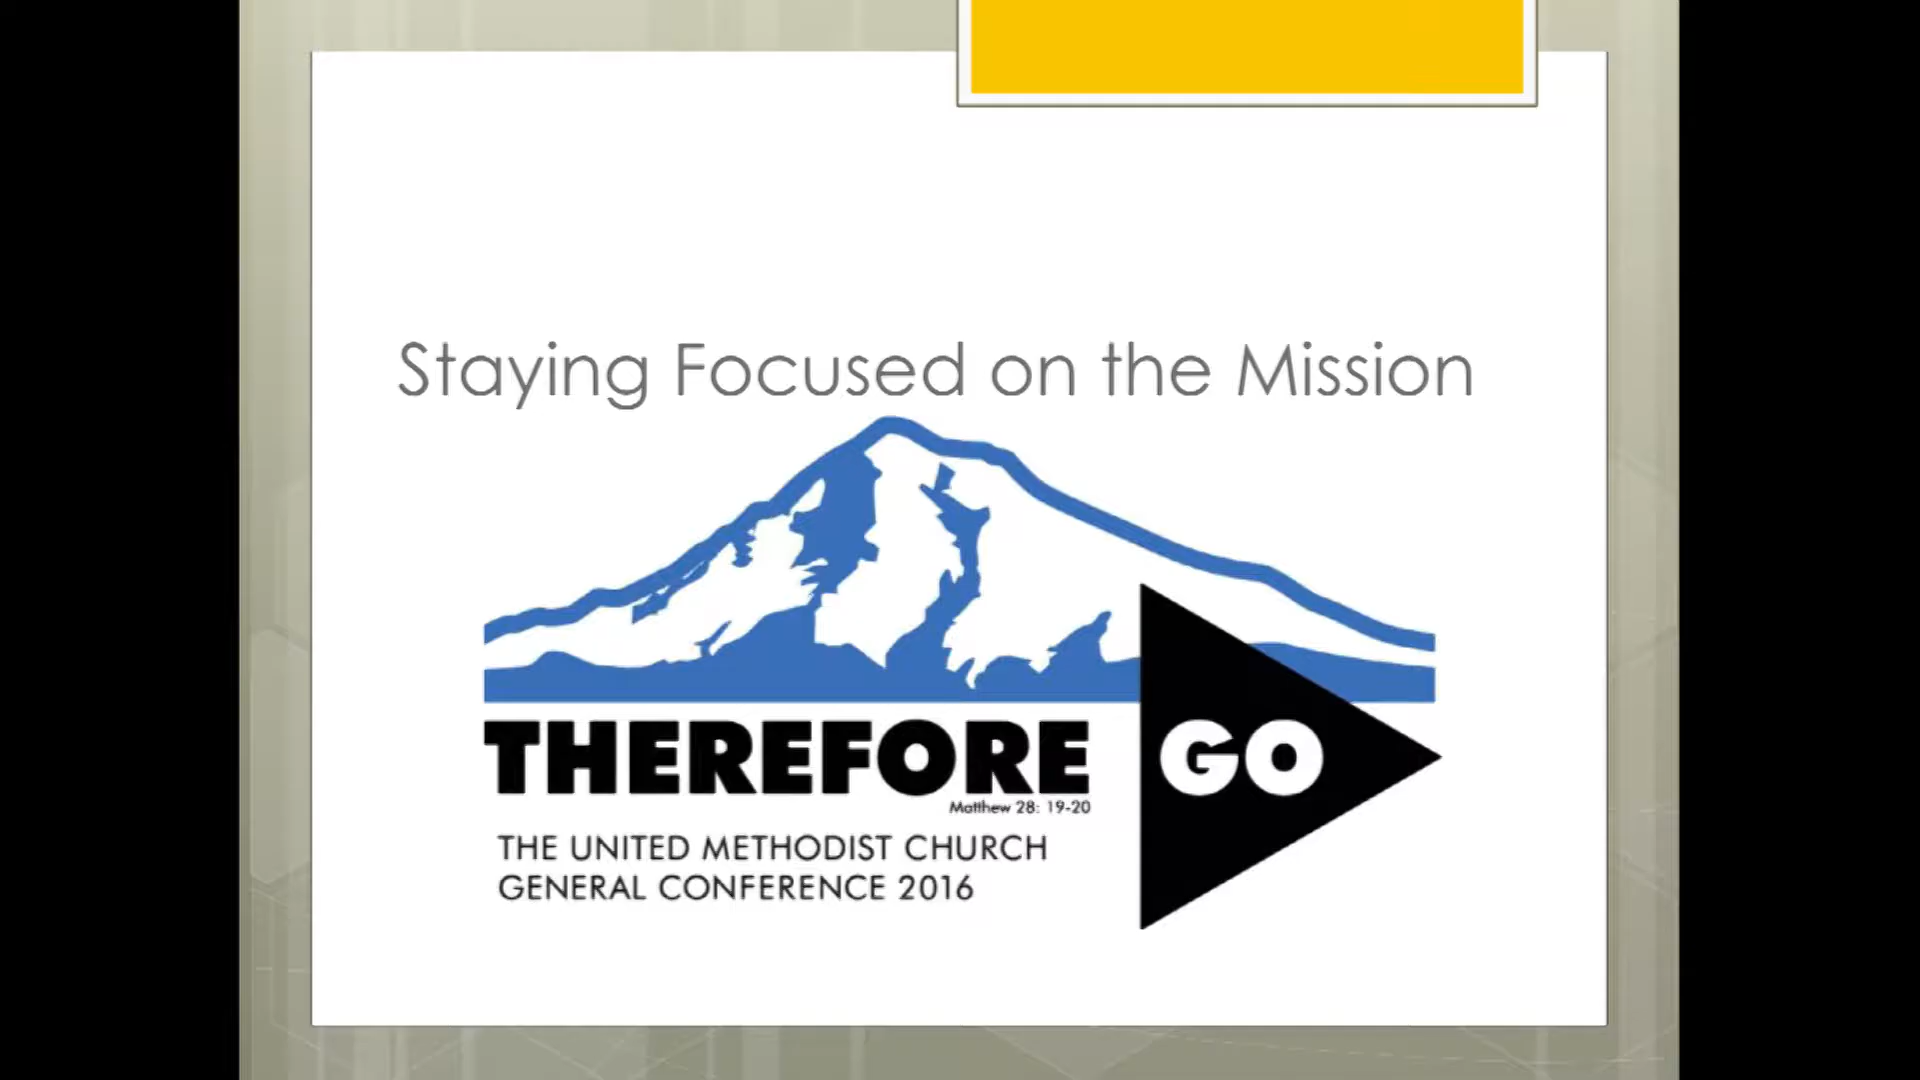 Staying Focused on the Mission
THEREFORE GO
Matthew 28: 19-20
THE UNITED METHODIST CHURCH
GENERAL CONFERENCE 2016